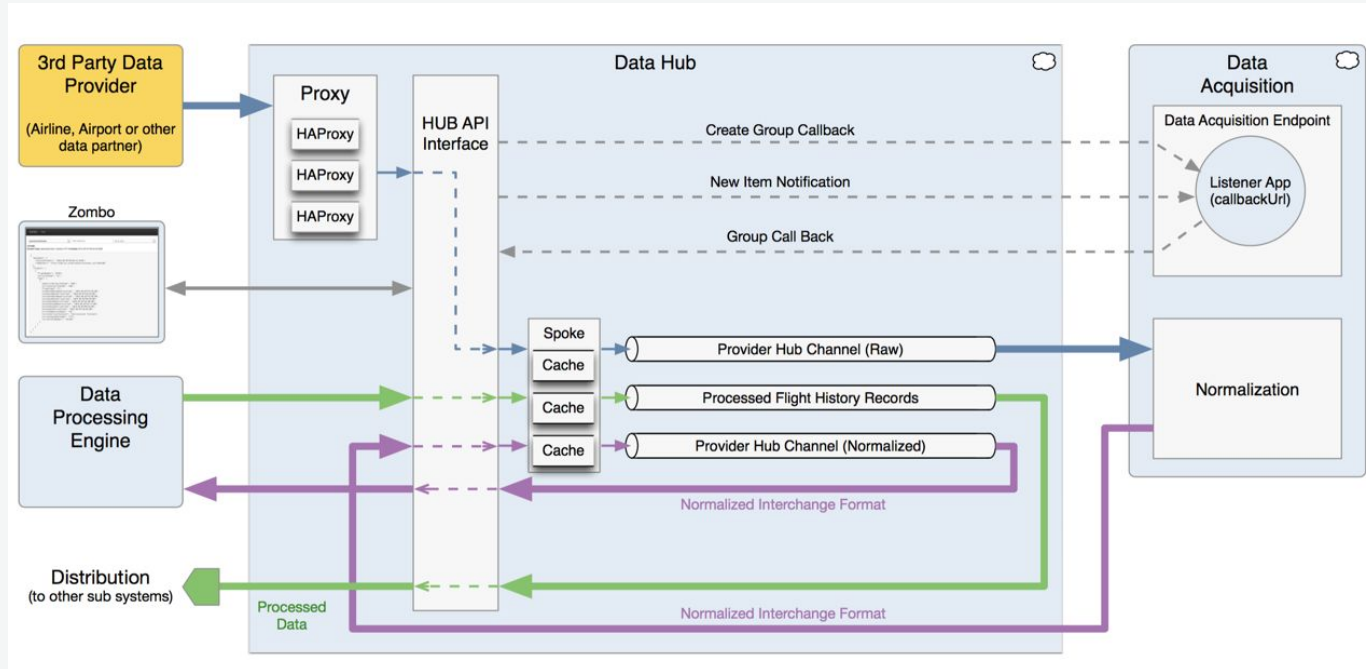 3rd Party Data
Provider
(Airline, Airport or other
data partner)
Zombo
Data
Processing
Engine
Distribution
(to other sub systems)
Data Hub
Proxy
HAProxy
HAProxy
HAProxy
HUB API
Interface
Create Group Callback
New Item Notification
Group Call Back
Spoke
Cache
Cache
Cache
Provider Hub Channel (Raw)
Processed Flight History Records
Provider Hub Channel (Normalized)
Normalized Interchange Format
Processed
Data
Normalized Interchange Format
Data
Acquisition
Data Acquisition Endpoint
Listener App
(callbackUrl)
Normalization